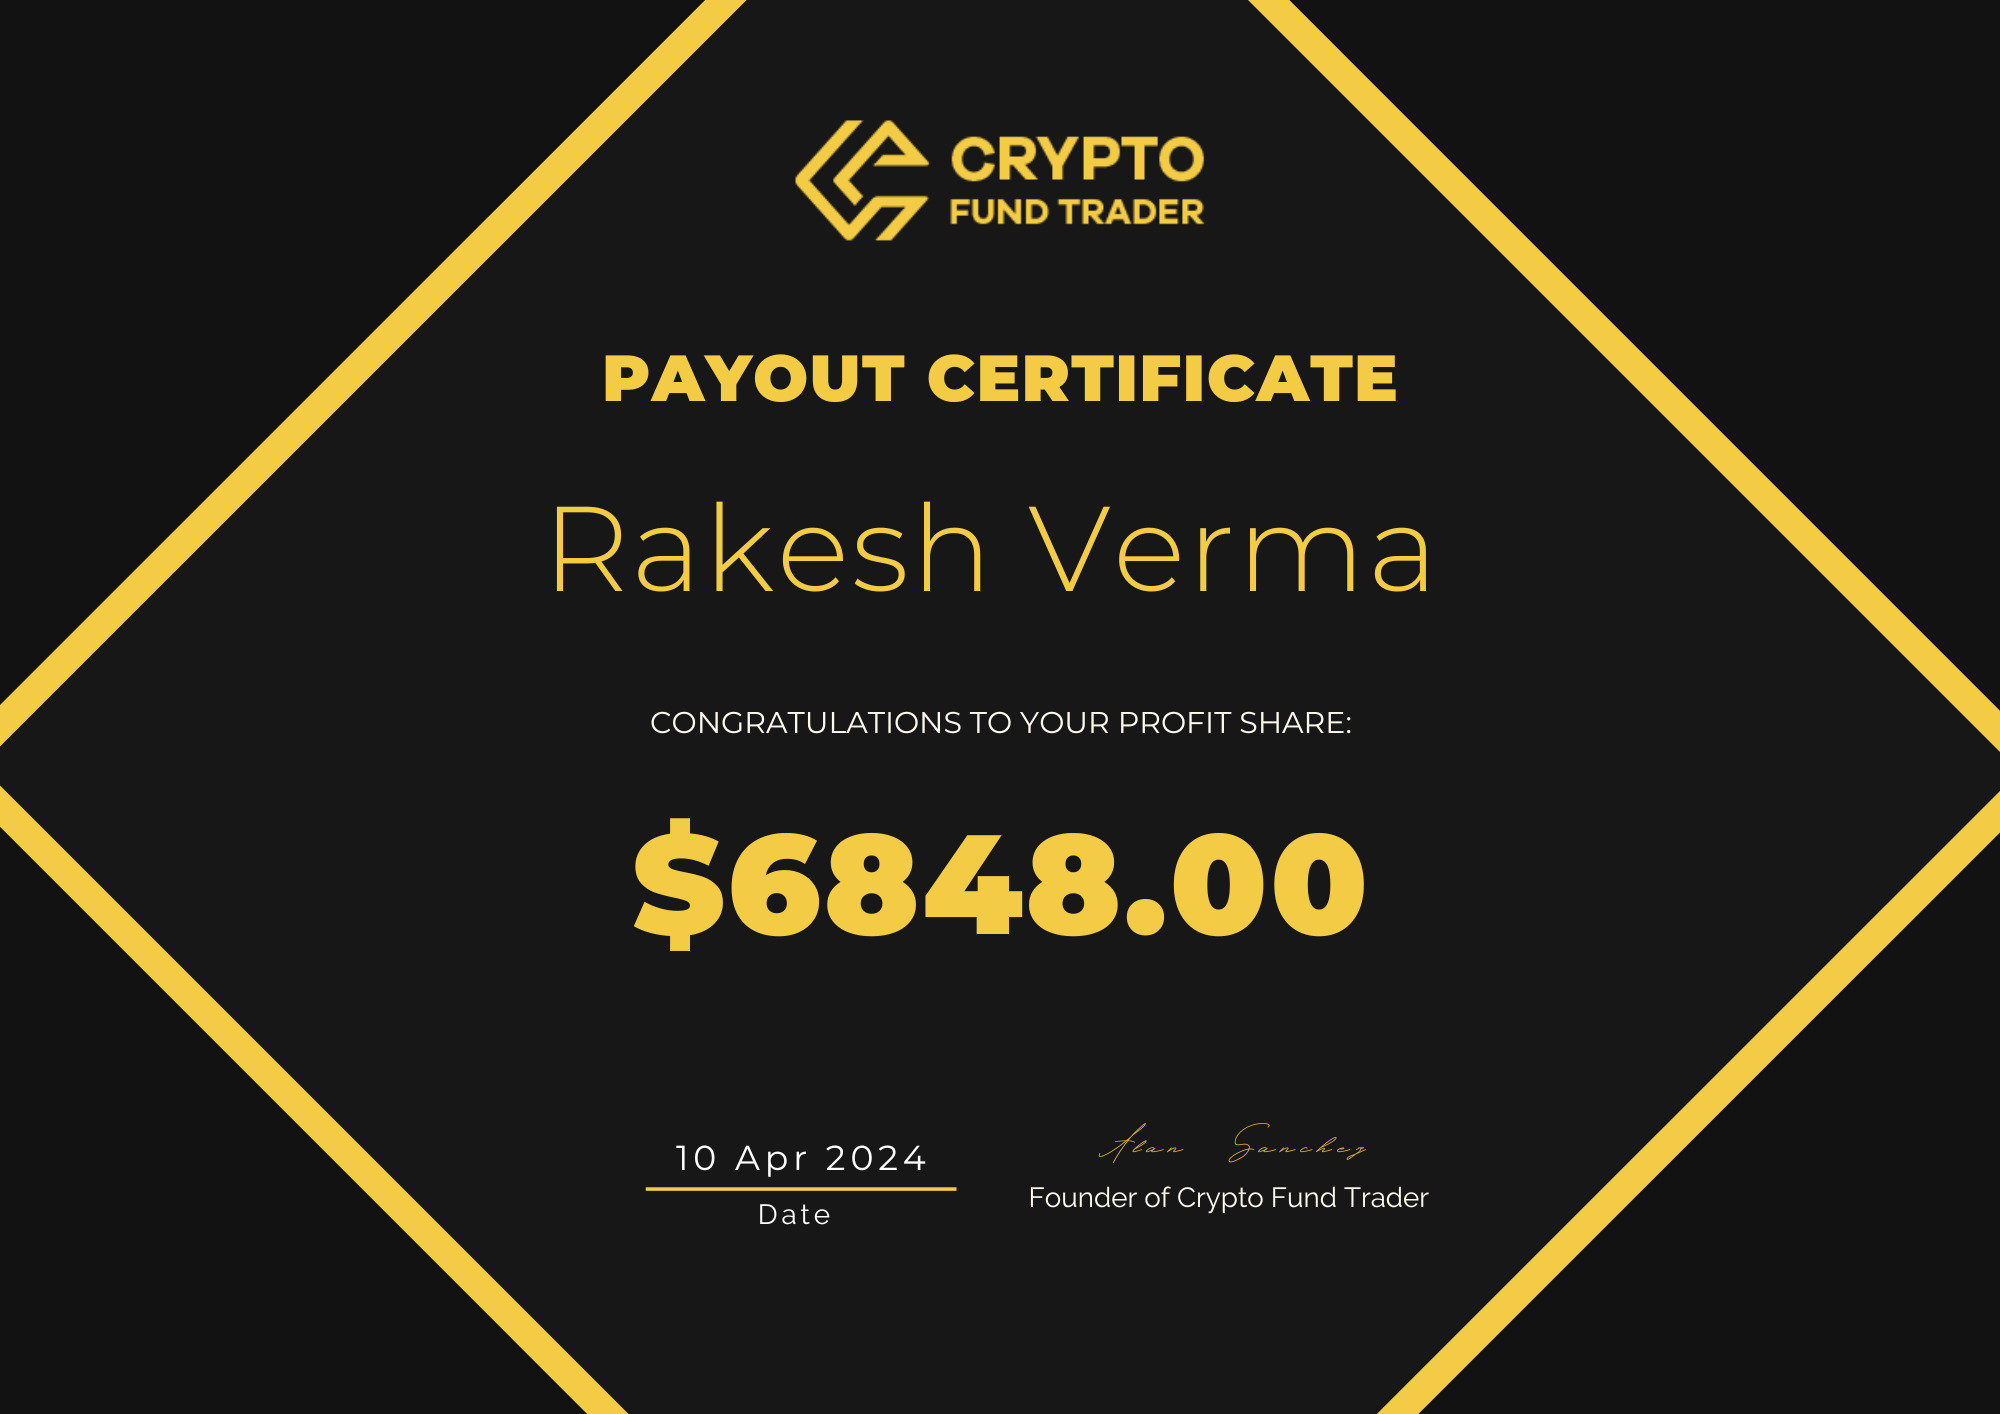 CRYPTO
FUND TRADER
PAYOUT CERTIFICATE
Rakesh Verma
CONGRATULATIONS TO YOUR PROFIT SHARE:
$6848.00
10 Apr 2024
Date
Alan Sanchez
Founder of Crypto Fund Trader